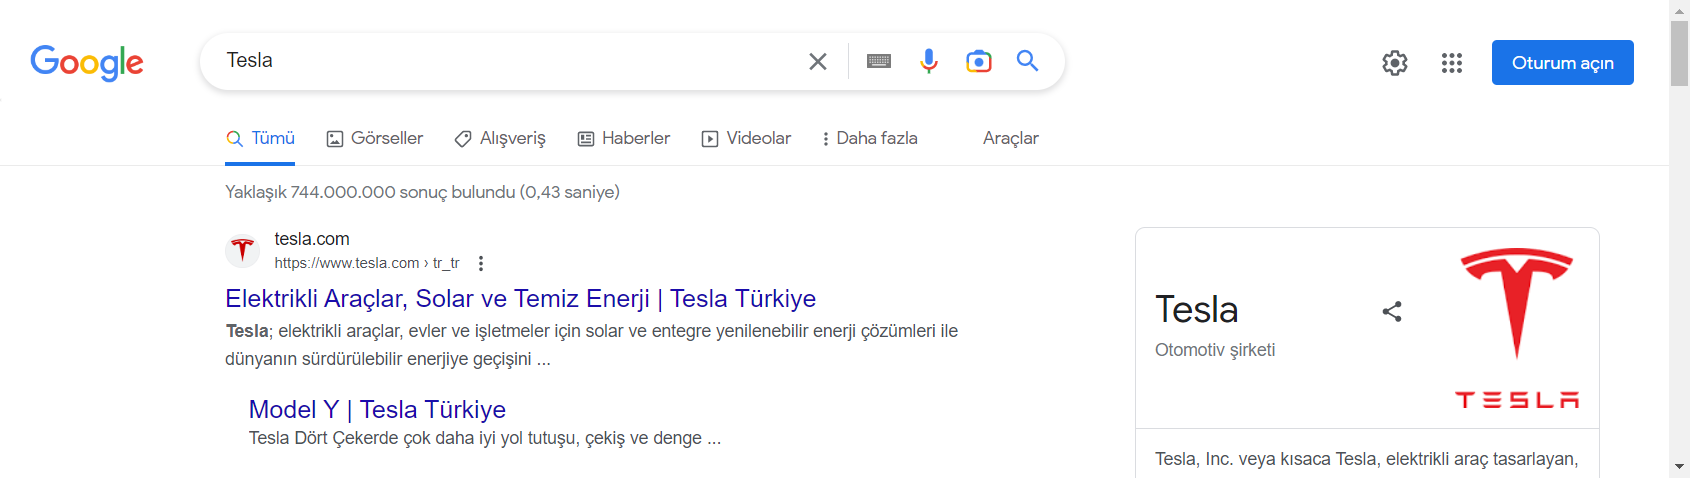 Google
Tesla
Oturum açın
Tümü
Görseller
Alışveriş
Haberler
Videolar
Daha fazla
Araçlar
Yaklaşık 744.000.000 sonuç bulundu (0,43 saniye)
tesla.com
https://www.tesla.com › tr_tr
Elektrikli Araçlar, Solar ve Temiz Enerji | Tesla Türkiye
Tesla; elektrikli araçlar, evler ve işletmeler için solar ve entegre yenilenebilir enerji çözümleri ile
dünyanın sürdürülebilir enerjiye geçişini ...
Model Y | Tesla Türkiye
Tesla Dört Çekerde çok daha iyi yol tutuşu, çekiş ve denge ...
Tesla
Otomotiv şirketi
TESLA
Tesla, Inc. veya kısaca Tesla, elektrikli araç tasarlayan,